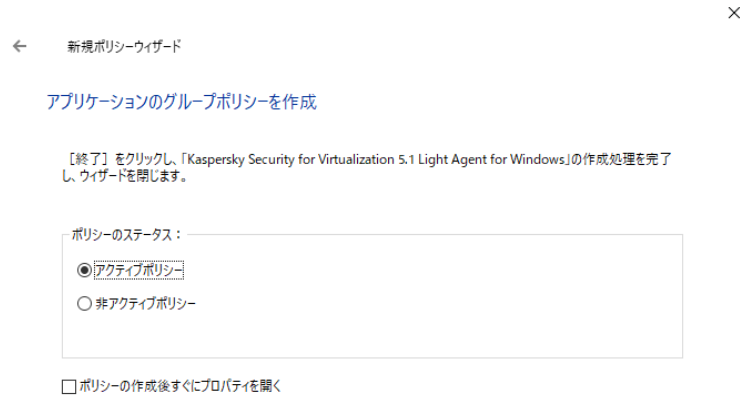 新規ポリシーウィザード
アプリケーションのグループポリシーを作成
［終了］をクリックし、「Kaspersky Security for Virtualization 5.1 Light Agent for Windows」の作成処理を完了
し、ウィザードを閉じます。
ポリシーのステータス：
アクティブポリシー
非アクティブポリシー
ポリシーの作成後すぐにプロパティを開く